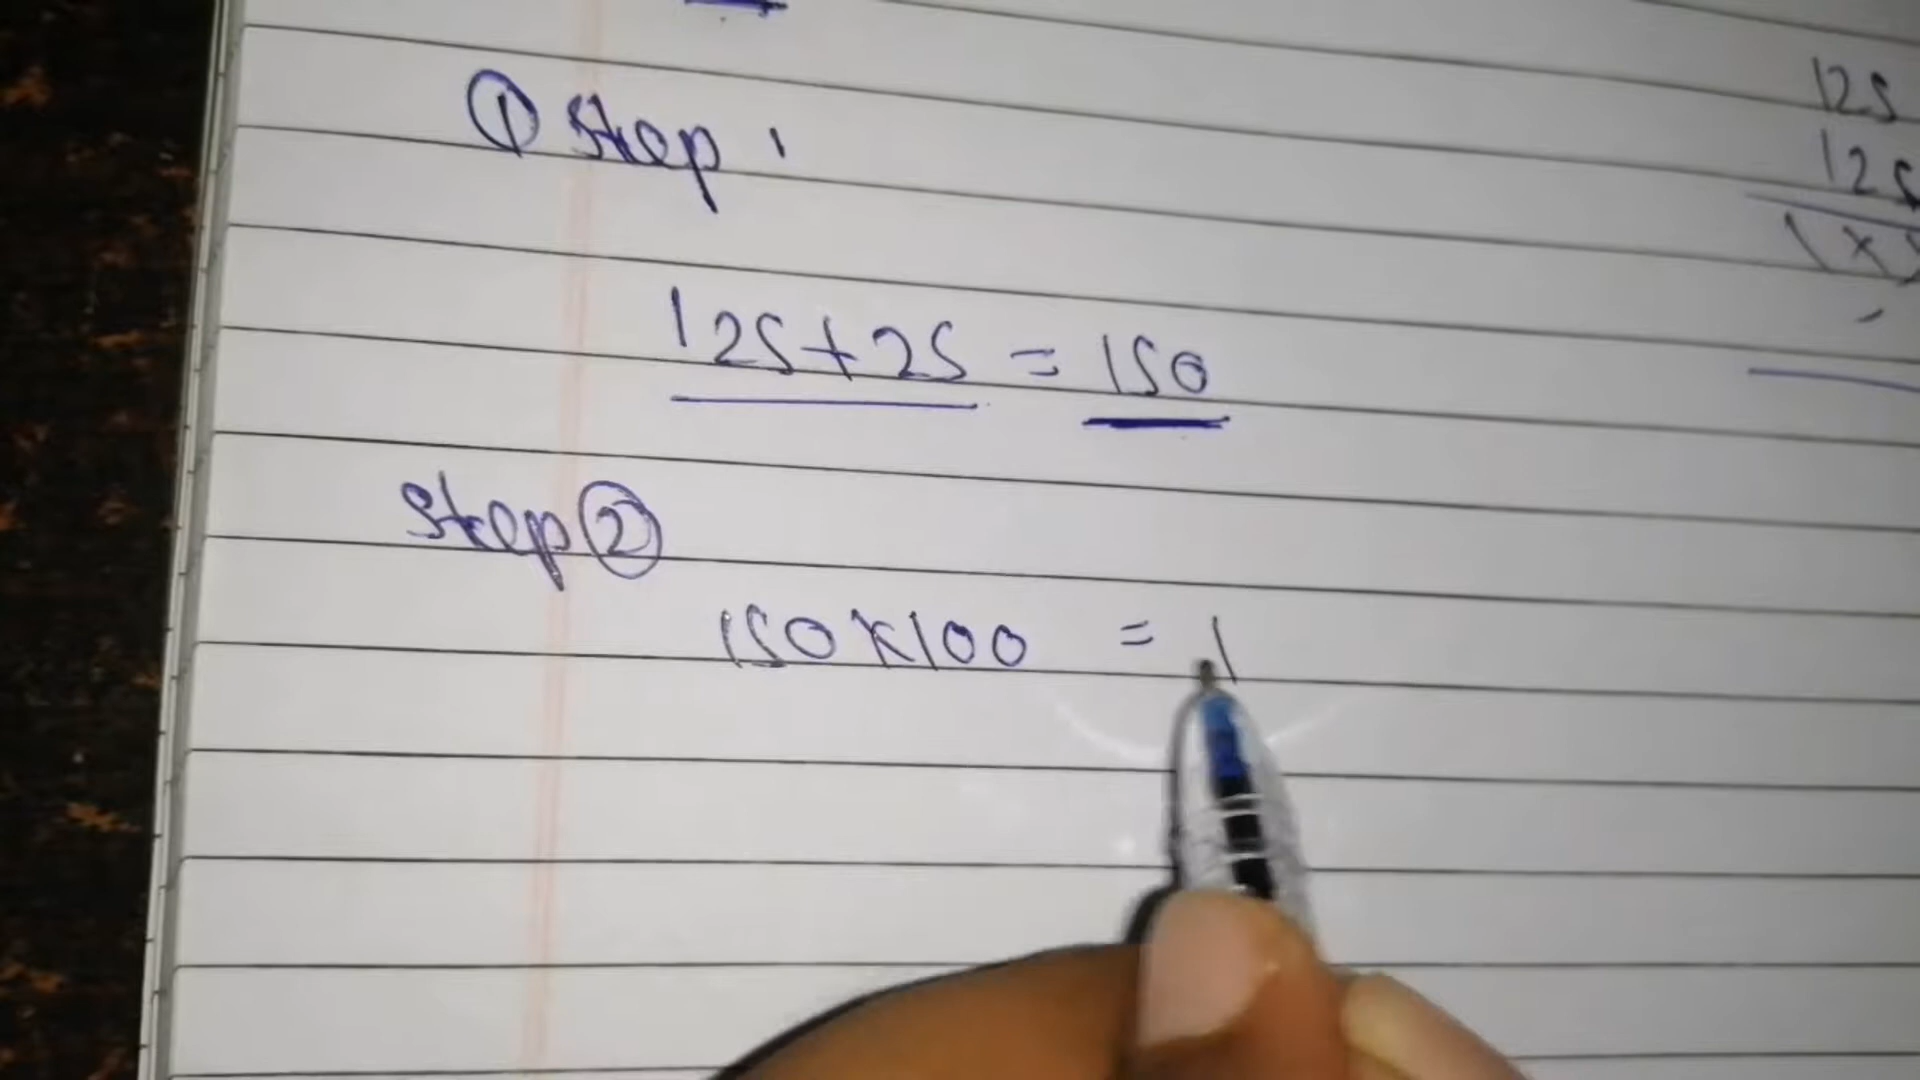 ① Step :
125+25 = 150
Step ②
150×100 = 1
125
125